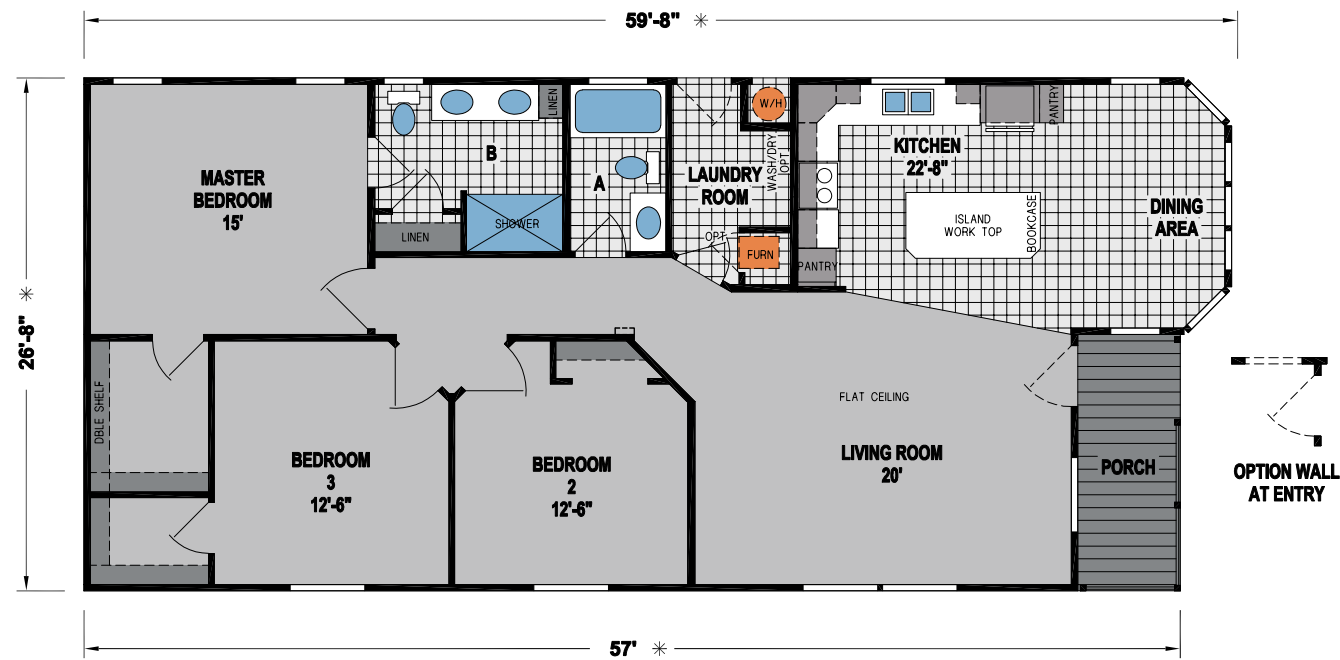 59'-8" ✳
26'-8" ✳
MASTER
BEDROOM
15'
LINEN
B
SHOWER
LINEN
A
LAUNDRY
ROOM
W/H
WASH/DRY
OPT
OPT
FURN
PANTRY
KITCHEN
22'-8"
PANTRY
ISLAND
WORK TOP
BOOKCASE
DINING
AREA
DBLE SHELF
BEDROOM
3
12'-6"
BEDROOM
2
12'-6"
FLAT CEILING
LIVING ROOM
20'
PORCH
OPTION WALL
AT ENTRY
57' ✳